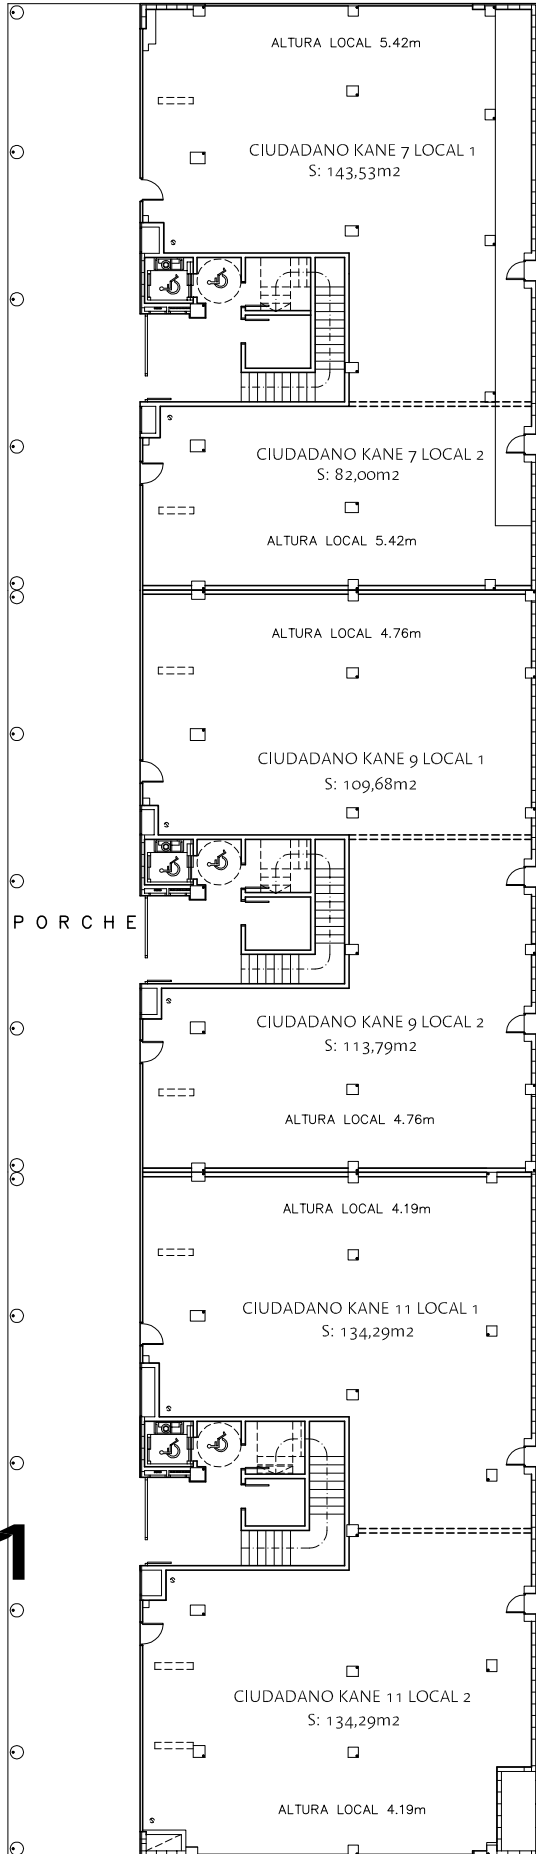 ALTURA LOCAL 5.42m
CIUDADANO KANE 7 LOCAL 1
S: 143,53m2
CIUDADANO KANE 7 LOCAL 2
S: 82,00m2
ALTURA LOCAL 5.42m
ALTURA LOCAL 4.76m
CIUDADANO KANE 9 LOCAL 1
S: 109,68m2
PORCHE
CIUDADANO KANE 9 LOCAL 2
S: 113,79m2
ALTURA LOCAL 4.76m
ALTURA LOCAL 4.19m
CIUDADANO KANE 11 LOCAL 1
S: 134,29m2
1
CIUDADANO KANE 11 LOCAL 2
S: 134,29m2
ALTURA LOCAL 4.19m